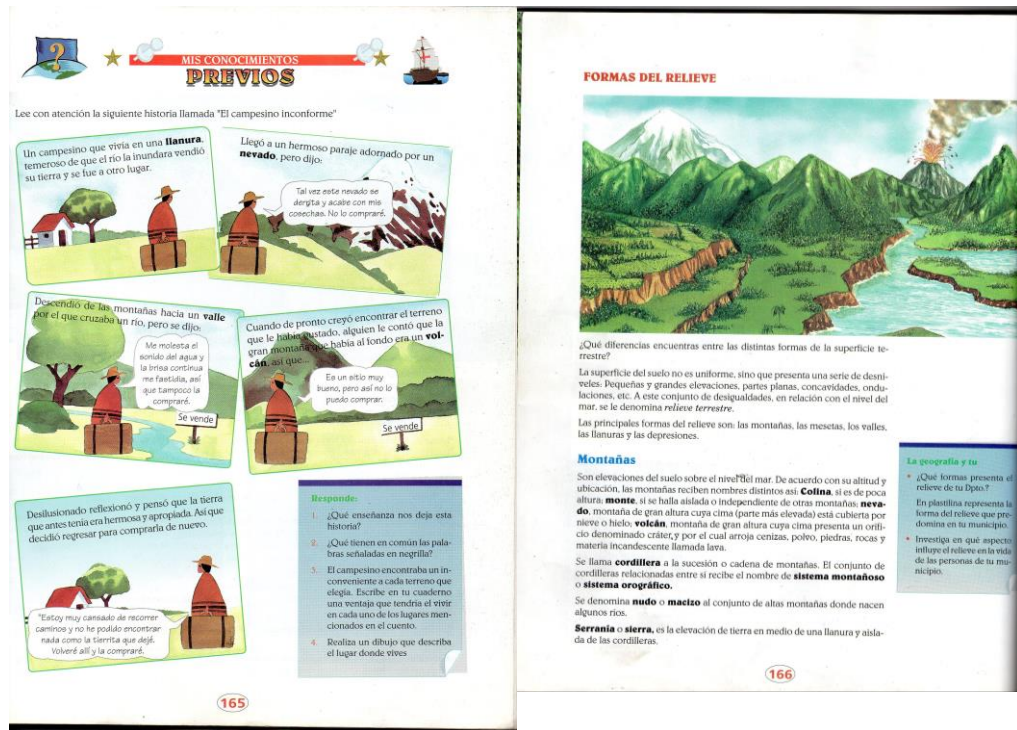 ?
MIS CONOCIMIENTOS
PREVIOS
Lee con atención la siguiente historia llamada "El campesino inconforme"
Un campesino que vivía en una llanura,
temeroso de que el río la inundara vendió
su tierra y se fue a otro lugar.
Llegó a un hermoso paraje adornado por un
nevado, pero dijo:
Tal vez este nevado se
derrita y acabe con mis
cosechas. No lo compraré.
Descendió de las montañas hacia un valle
por el que cruzaba un río, pero se dijo:
Me molesta el
sonido del agua y
la brisa continua
me fastidia, así
que tampoco la
compraré.
Se vende
Cuando de pronto creyó encontrar el terreno
que le había gustado, alguien le contó que la
gran montaña que había al fondo era un vol-
cán, así que...
Es un sitio muy
bueno, pero así no lo
puedo comprar.
Se vende
Desilusionado reflexionó y pensó que la tierra
que antes tenía era hermosa y apropiada. Así que
decidió regresar para comprarla de nuevo.
"Estoy muy cansado de recorrer
caminos y no he podido encontrar
nada como la tierrita que dejé.
Volveré allí y la compraré.
Responde:
1. ¿Qué enseñanza nos deja esta
historia?
2. ¿Qué tienen en común las pala-
bras señaladas en negrilla?
3. El campesino encontraba un in-
conveniente a cada terreno que
elegía. Escribe en tu cuaderno
una ventaja que tendría el vivir
en cada uno de los lugares men-
cionados en el cuento.
4. Realiza un dibujo que describa
el lugar donde vives
165
FORMAS DEL RELIEVE
¿Qué diferencias encuentras entre las distintas formas de la superficie te-
rrestre?
La superficie del suelo no es uniforme, sino que presenta una serie de desni-
veles: Pequeñas y grandes elevaciones, partes planas, concavidades, ondu-
laciones, etc. A este conjunto de desigualdades, en relación con el nivel del
mar, se le denomina relieve terrestre.
Las principales formas del relieve son: las montañas, las mesetas, los valles,
las llanuras y las depresiones.
Montañas
Son elevaciones del suelo sobre el nivel del mar. De acuerdo con su altitud y
ubicación, las montañas reciben nombres distintos así: Colina, si es de poca
altura; monte, si se halla aislado o independiente de otras montañas; neva-
do, montaña de gran altura cuya cima (parte más elevada) está cubierta por
nieve o hielo; volcán, montaña de gran altura cuya cima presenta un orifi-
cio denominado cráter, y por el cual arroja cenizas, polvo, piedras, rocas y
materia incandescente llamada lava.
Se llama cordillera a la sucesión o cadena de montañas. El conjunto de
cordilleras relacionadas entre sí recibe el nombre de sistema montañoso
o sistema orográfico.
Se denomina nudo o macizo al conjunto de altas montañas donde nacen
algunos ríos.
Serranía o sierra, es la elevación de tierra en medio de una llanura y aisla-
da de las cordilleras.
La geografía y tu
• ¿Qué formas presenta el
relieve de tu Dpto.?
En plastilina representa la
forma del relieve que pre-
domina en tu municipio.
• Investiga en qué aspecto
influye el relieve en la vida
de las personas de tu mu-
nicipio.
166